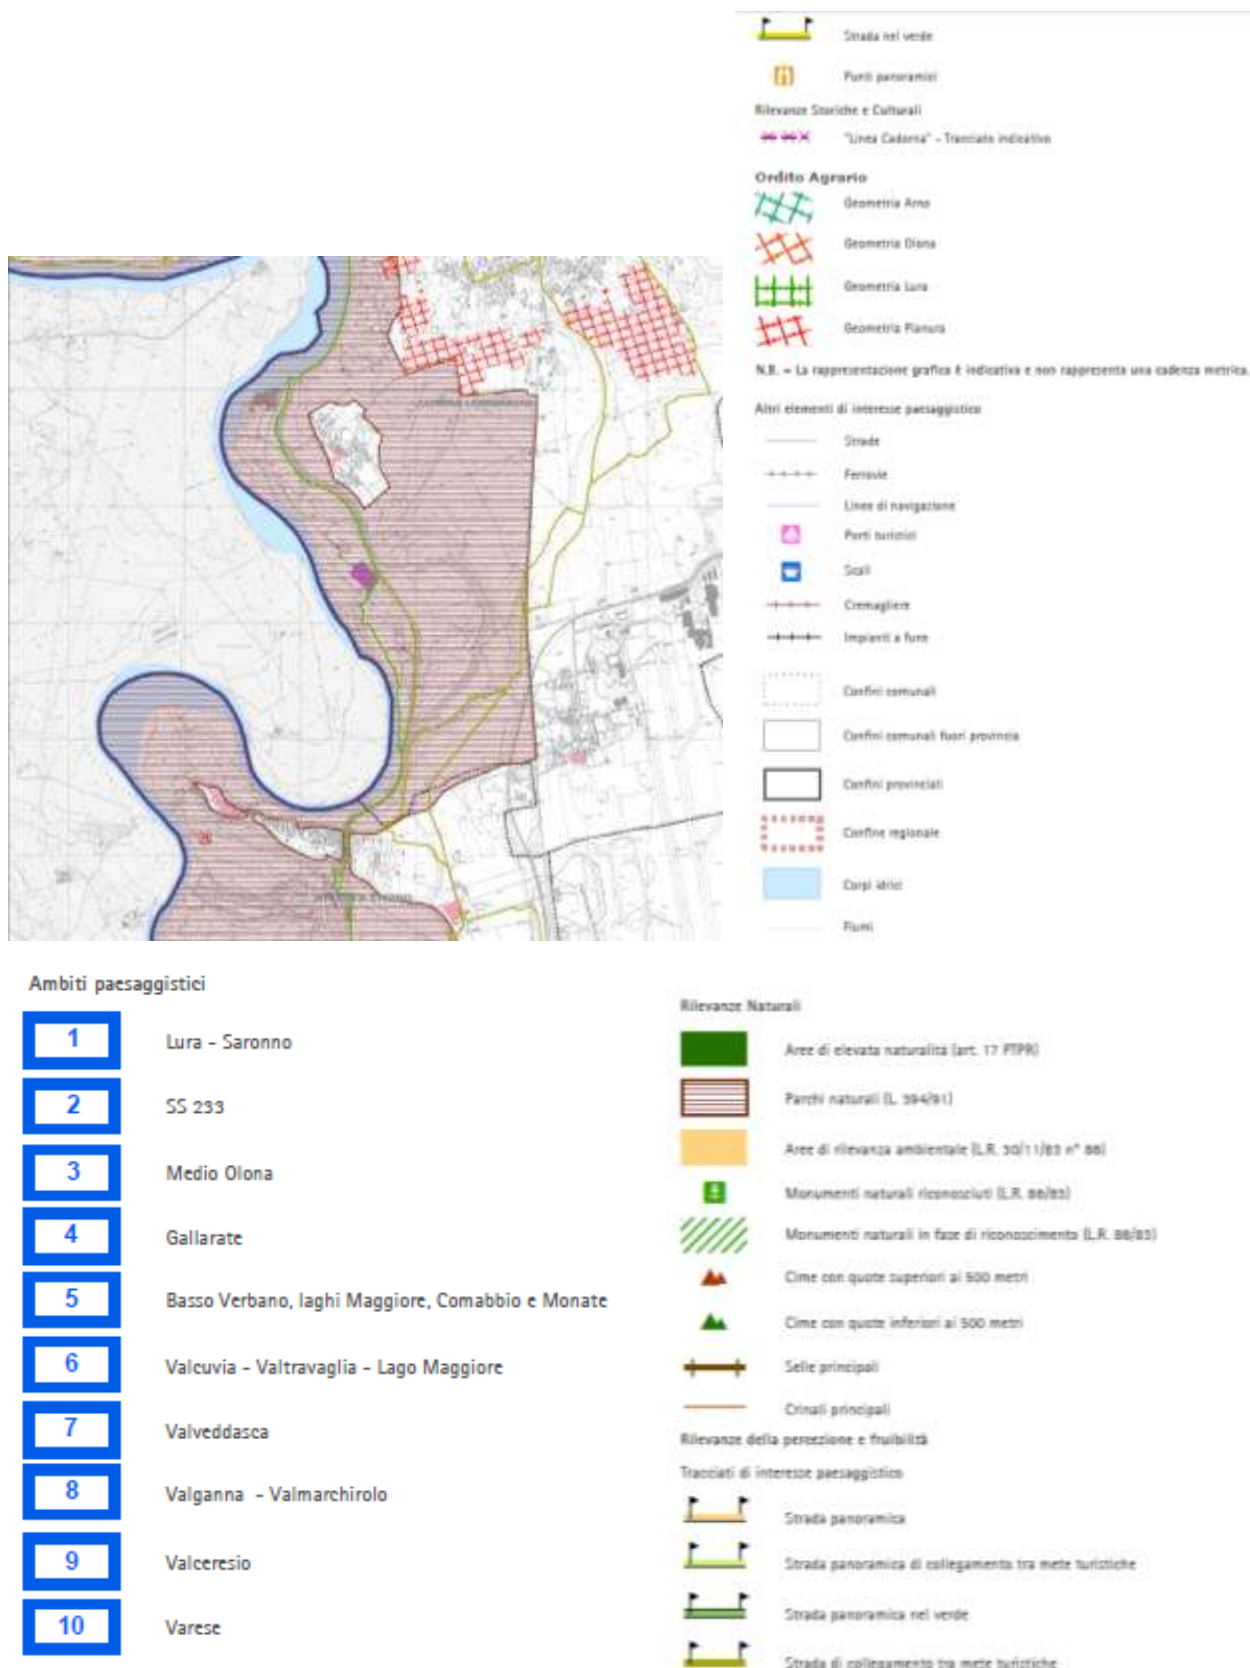 Strada nel verde
Punti panoramici
Rilevanze Storiche e Culturali
"Linea Cadorna" - Tracciato indicativo
Ordito Agrario
Geometria Arno
Geometria Olona
Geometria Lura
Geometria Pianura
N.B. = La rappresentazione grafica è indicativa e non rappresenta una cadenza metrica.
Altri elementi di interesse paesaggistico
Strade
Ferrovie
Linee di navigazione
Porti turistici
Scali
Cremagliere
Impianti a fune
Confini comunali
Confini comunali fuori provincia
Confini provinciali
Confine regionale
Corpi idrici
Fiumi
Ambiti paesaggistici
1 Lura - Saronno
2 SS 233
3 Medio Olona
4 Gallarate
5 Basso Verbano, laghi Maggiore, Comabbio e Monate
6 Valcuvia - Valtravaglia - Lago Maggiore
7 Valveddasca
8 Valganna - Valmarchirolo
9 Valceresio
10 Varese
Rilevanze Naturali
Aree di elevata naturalità (art. 17 PTPR)
Parchi naturali (L. 394/91)
Aree di rilevanza ambientale (L.R. 30/11/83 n° 86)
Monumenti naturali riconosciuti (L.R. 86/83)
Monumenti naturali in fase di riconoscimento (L.R. 86/83)
Cime con quote superiori ai 500 metri
Cime con quote inferiori ai 500 metri
Selle principali
Crinali principali
Rilevanze della percezione e fruibilità
Tracciati di interesse paesaggistico
Strada panoramica
Strada panoramica di collegamento tra mete turistiche
Strada panoramica nel verde
Strada di collegamento tra mete turistiche